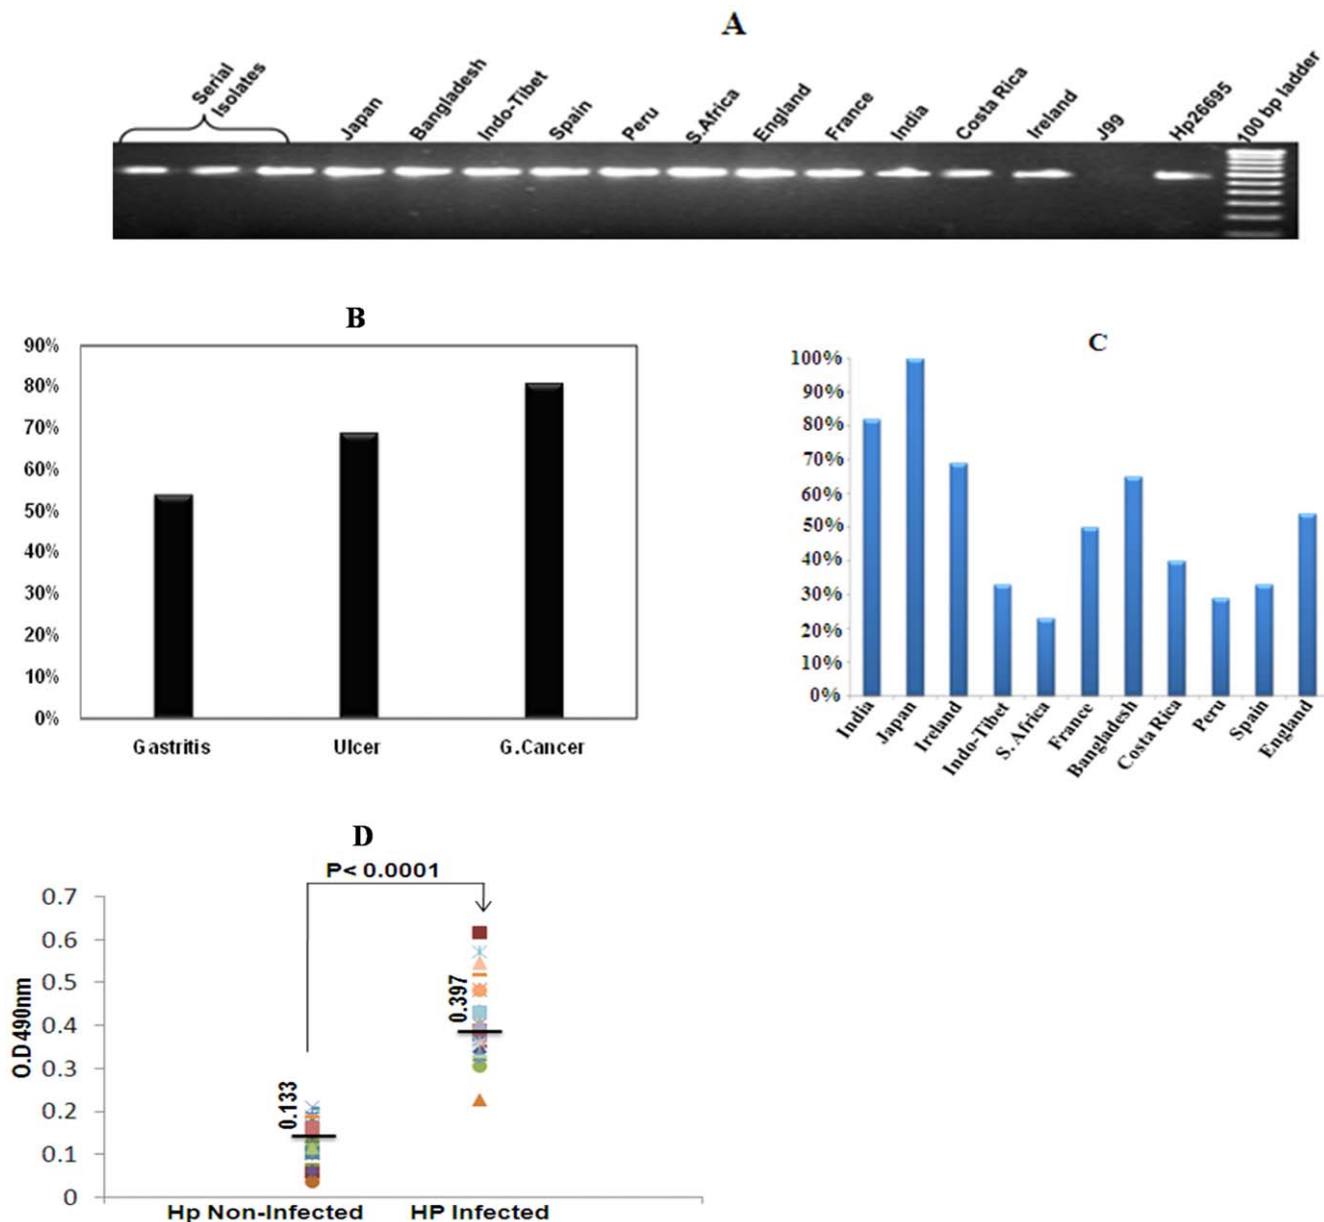 A
Serial
Isolates
Japan
Bangladesh
Indo-Tibet
Spain
Peru
S.Africa
England
France
India
Costa Rica
Ireland
J99
Hp26695
100 bp ladder
B
90%
80%
70%
60%
50%
40%
30%
20%
10%
0%
Gastritis
Ulcer
G.Cancer
C
100%
90%
80%
70%
60%
50%
40%
30%
20%
10%
0%
India
Japan
Ireland
Indo-Tibet
S. Africa
France
Bangladesh
Costa Rica
Peru
Spain
England
D
P< 0.0001
O.D 490nm
0.7
0.6
0.5
0.4
0.3
0.2
0.1
0
0.133
0.397
Hp Non-Infected
HP Infected